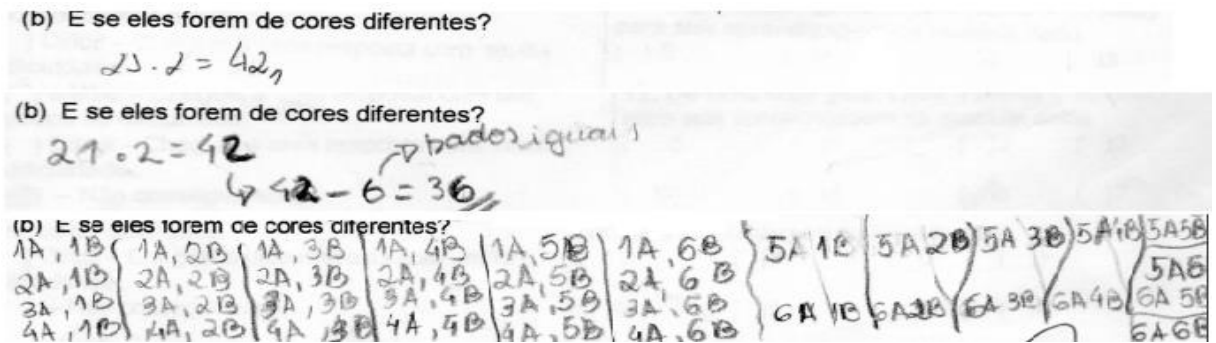 (b) E se eles forem de cores diferentes?
21.2 = 42,,
(b) E se eles forem de cores diferentes?
21.2=42 dados iguais
42-6=36
(b) E se eles forem de cores diferentes?
1A, 1B 1A, 2B 1A, 3B 1A, 4B 1A, 5B 1A, 6B 5A 1B 5A 2B 5A 3B 5A 4B 5A 5B
2A, 1B 2A, 2B 2A, 3B 2A, 4B 2A, 5B 2A, 6B 5A6
3A, 1B 3A, 2B 3A, 3B 3A, 4B 3A, 5B 3A, 6B 6A 1B 6A 2B 6A 3B 6A 4B 6A 5B
4A, 1B 4A, 2B 4A, 3B 4A, 4B 4A, 5B 4A, 6B 6A 6B